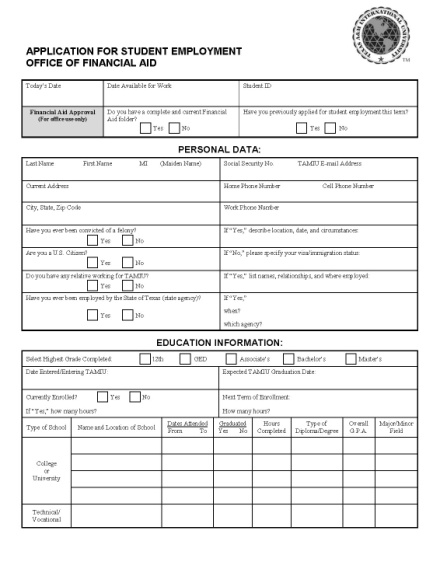 TEXAS A&M INTERNATIONAL UNIVERSITY
TM
APPLICATION FOR STUDENT EMPLOYMENT
OFFICE OF FINANCIAL AID
Today's Date Date Available for Work Student ID
Financial Aid Approval Do you have a complete and current Financial Have you previously applied for student employment this term?
(For office use only) Aid folder?
Yes No Yes No
PERSONAL DATA:
Last Name First Name MI (Maiden Name) Social Security No. TAMIU E-mail Address
Current Address Home Phone Number Cell Phone Number
City, State, Zip Code Work Phone Number
Have you ever been convicted of a felony? If "Yes," describe location, date, and circumstances:
Yes No
Are you a U.S. Citizen? If "No," please specify your visa/immigration status:
Yes No
Do you have any relative working for TAMIU? If "Yes," list names, relationships, and where employed:
Yes No
Have you ever been employed by the State of Texas (state agency)? If "Yes,"
Yes No when?
which agency?
EDUCATION INFORMATION:
Select Highest Grade Completed: 12th GED Associate's Bachelor's Master's
Date Entered/Entering TAMIU: Expected TAMIU Graduation Date:
Currently Enrolled? Yes No Next Term of Enrollment:
If "Yes," how many hours? How many hours?
Type of School Name and Location of School Dates Attended Graduated Hours Type of Overall Major/Minor
From To Yes No Completed Diploma/Degree G.P.A. Field
College
or
University
Technical/
Vocational